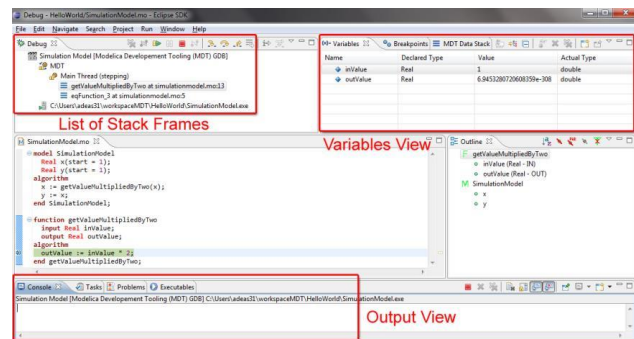 Debug - HelloWorld/SimulationModel.mo - Eclipse SDK
File Edit Navigate Search Project Run Window Help
Debug
Simulation Model [Modelica Developement Tooling (MDT) GDB]
MDT
Main Thread (stepping)
getValueMultipliedByTwo at simulationmodel.mo:13
eqFunction_3 at simulationmodel.mo:5
C:\Users\adeas31\workspaceMDT\HelloWorld\SimulationModel.exe
List of Stack Frames
Variables Breakpoints MDT Data Stack
Name Declared Type Value Actual Type
inValue Real 1 double
outValue Real 6.9453280720608359e-308 double
Variables View
SimulationModel.mo
model SimulationModel
Real x(start = 1);
Real y(start = 1);
algorithm
x := getValueMultipliedByTwo(x);
y := x;
end SimulationModel;
function getValueMultipliedByTwo
input Real inValue;
output Real outValue;
algorithm
outValue := inValue * 2;
end getValueMultipliedByTwo;
Outline
getValueMultipliedByTwo
inValue (Real - IN)
outValue (Real - OUT)
SimulationModel
x
y
Console Tasks Problems Executables
Simulation Model [Modelica Developement Tooling (MDT) GDB] C:\Users\adeas31\workspaceMDT\HelloWorld\SimulationModel.exe
Output View